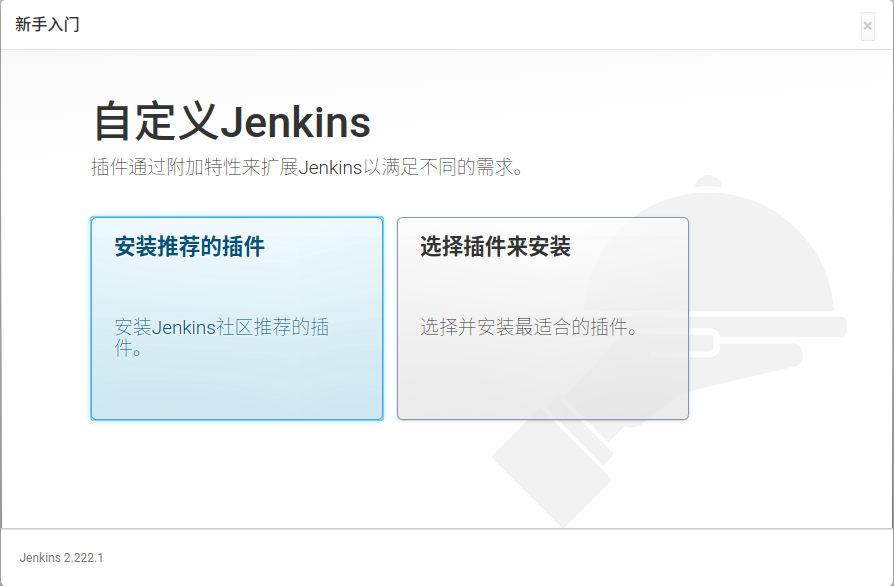 新手入门
×
自定义Jenkins
插件通过附加特性来扩展Jenkins以满足不同的需求。
安装推荐的插件
安装Jenkins社区推荐的插
件。
选择插件来安装
选择并安装最适合的插件。
Jenkins 2.222.1